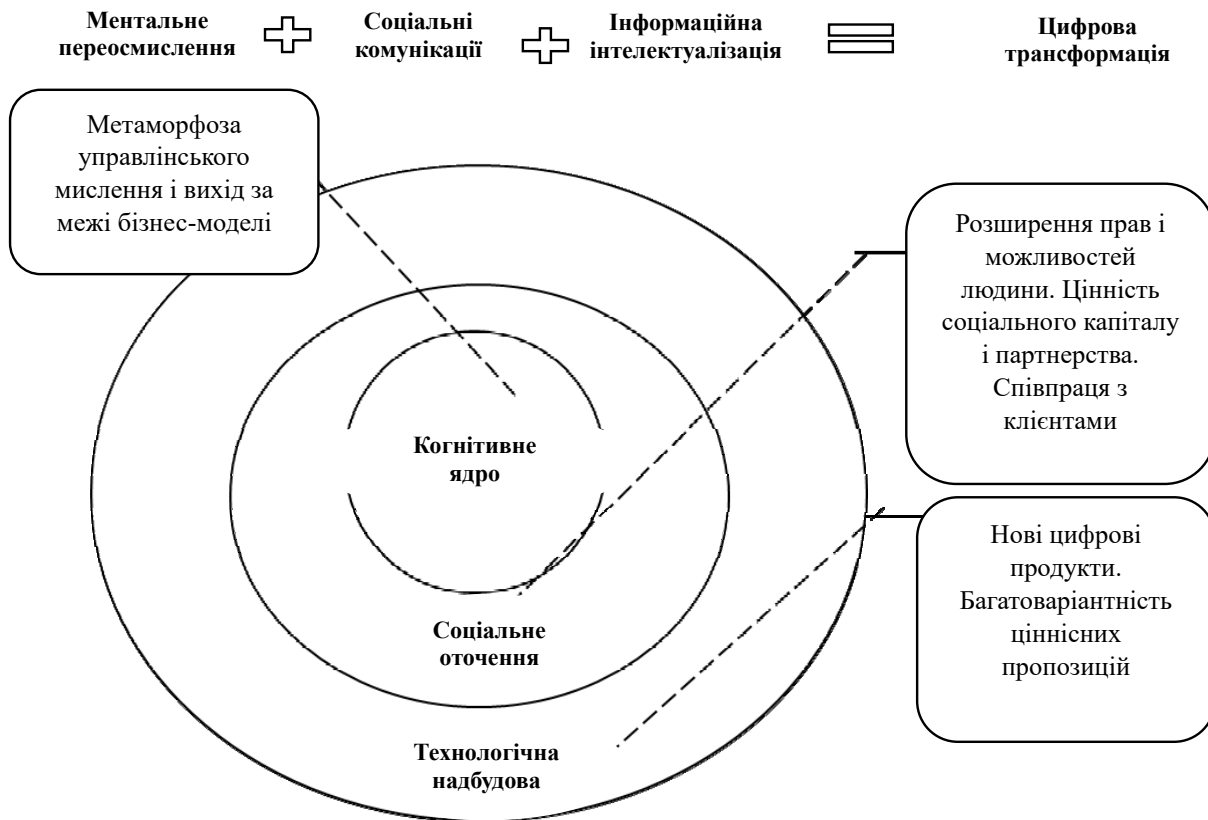 Ментальне
переосмислення
Соціальні
комунікації
Інформаційна
інтелектуалізація
Цифрова
трансформація
Метаморфоза
управлінського
мислення і вихід за
межі бізнес-моделі
Розширення прав і
можливостей
людини. Цінність
соціального капіталу
і партнерства.
Співпраця з
клієнтами
Когнітивне
ядро
Нові цифрові
продукти.
Багатоваріантність
ціннісних
пропозицій
Соціальне
оточення
Технологічна
надбудова